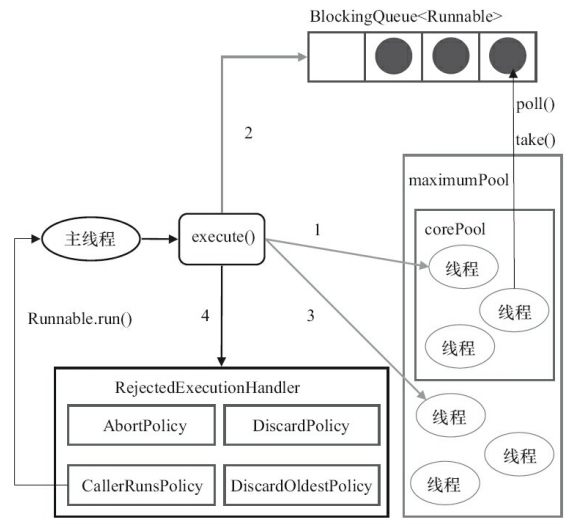 BlockingQueue<Runnable>
poll()
2
take()
maximumPool
corePool
主线程
execute()
1
线程
线程
Runnable.run()
4
3
线程
RejectedExecutionHandler
AbortPolicy
DiscardPolicy
线程
线程
CallerRunsPolicy
DiscardOldestPolicy
线程